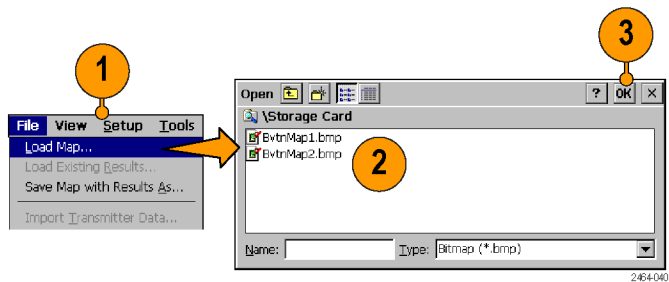 1
3
File View Setup Tools
Load Map...
Load Existing Results...
Save Map with Results As...
Import Transmitter Data...
Open ? OK ×
\Storage Card
BvtnMap1.bmp
BvtnMap2.bmp
2
Name: Type: Bitmap (*.bmp)
2464-040